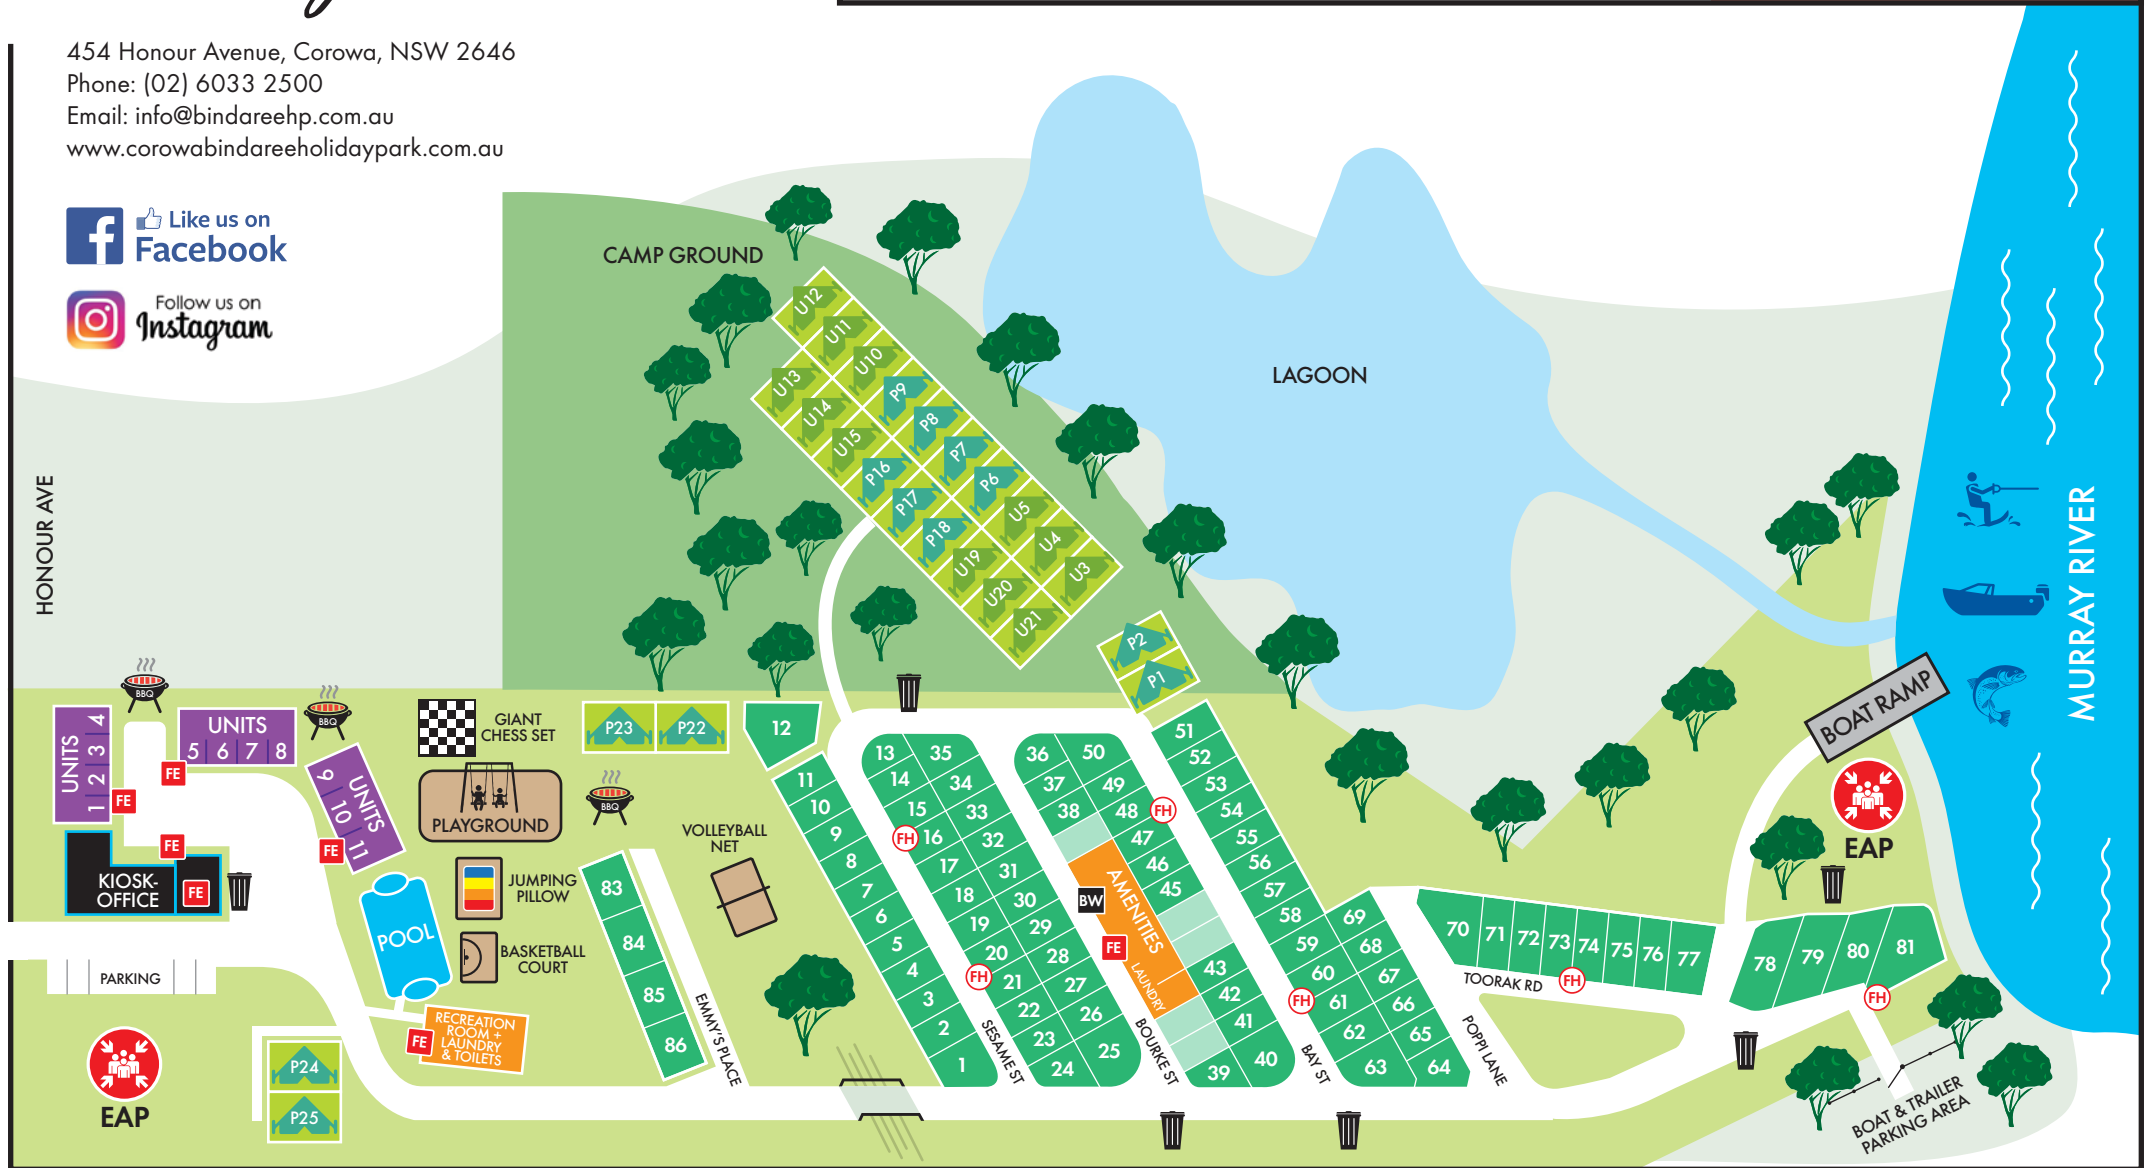 454 Honour Avenue, Corowa, NSW 2646
Phone: (02) 6033 2500
Email: info@bindareehp.com.au
www.corowabindareeholidaypark.com.au
Like us on
Facebook
Follow us on
Instagram
HONOUR AVE
CAMP GROUND
LAGOON
MURRAY RIVER
U12
U11
U10
P9
P8
P7
P6
U5
U4
U3
U13
U14
U15
P16
P17
P18
U19
U20
U21
P2
P1
BOAT RAMP
EAP
BBQ
UNITS
1 2 3 4
UNITS
5 6 7 8
BBQ
UNITS
9 10 11
FE
FE
FE
FE
FE
KIOSK-
OFFICE
PARKING
EAP
P24
P25
POOL
RECREATION
ROOM +
LAUNDRY
& TOILETS
FE
GIANT
CHESS SET
PLAYGROUND
JUMPING
PILLOW
BASKETBALL
COURT
P23
P22
BBQ
VOLLEYBALL
NET
83
84
85
86
EMMY'S PLACE
12
11
10
9
8
7
6
5
4
3
2
1
SESAME ST
13 35
14 34
15 33
FH 16 32
17 31
18 30
19 29
20 28
FH 21 27
22 26
23 25
24
BOURKE ST
36 50
37 49
38 48 FH
47
46
45
BW
AMENITIES
FE
LAUNDRY
43
42
41
40
39
BAY ST
51
52
53
54
55
56
57
58 69
59 68
60 67
FH 61 66
62 65
63 64
POPPI LANE
70 71 72 73 74 75 76 77
TOORAK RD
FH
78 79 80 81
FH
BOAT & TRAILER
PARKING AREA